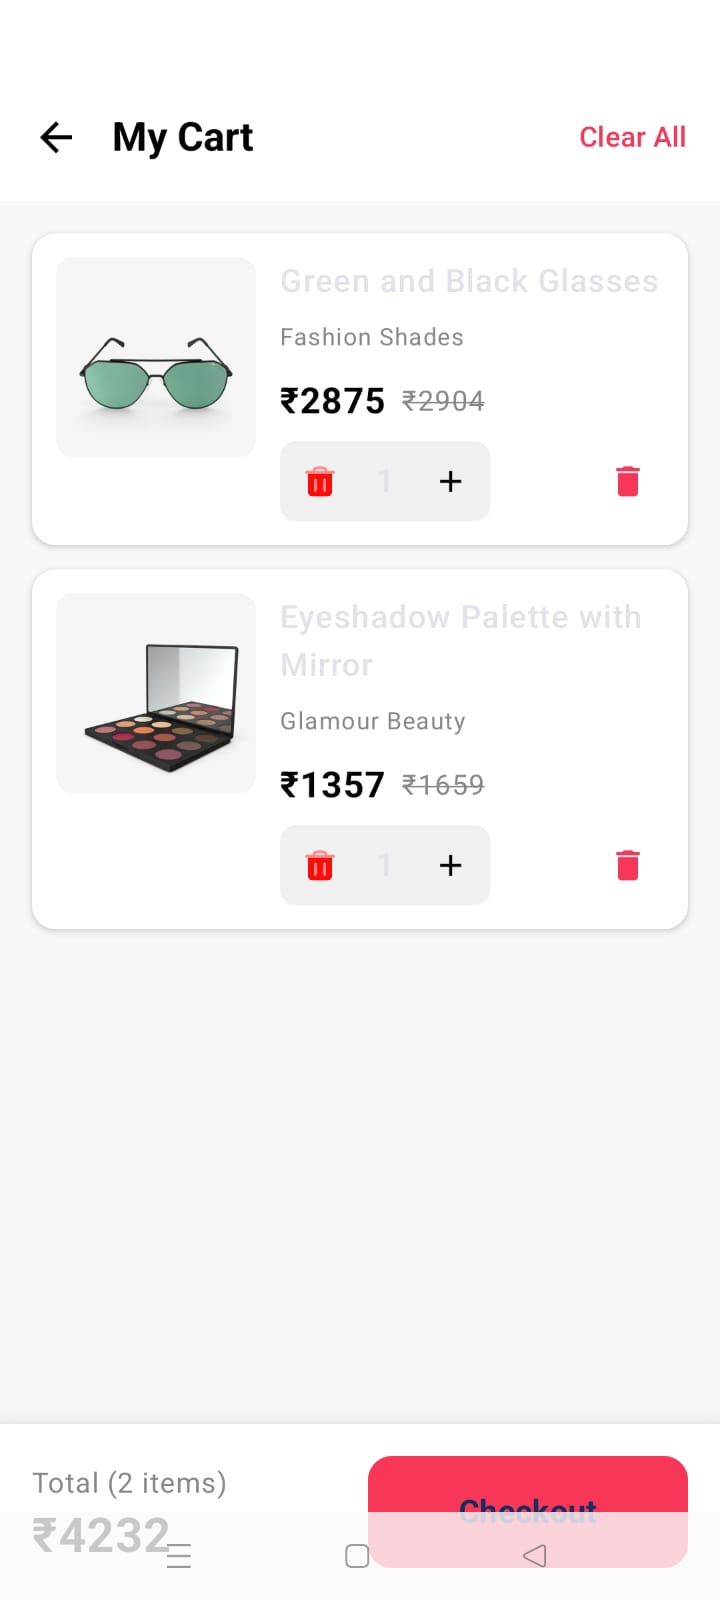 My Cart
Clear All
Green and Black Glasses
Fashion Shades
₹2875 ₹2904
1 +
Eyeshadow Palette with
Mirror
Glamour Beauty
₹1357 ₹1659
1 +
Total (2 items)
₹4232
Checkout